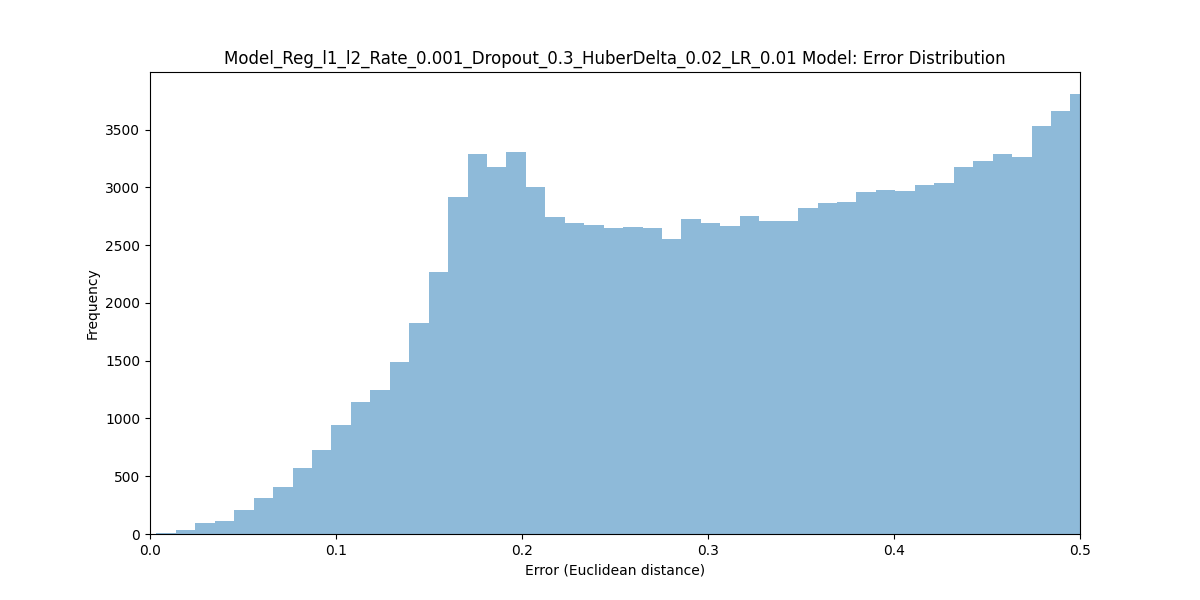 Model_Reg_l1_l2_Rate_0.001_Dropout_0.3_HuberDelta_0.02_LR_0.01 Model: Error Distribution
Frequency
3500
3000
2500
2000
1500
1000
500
0
0.0 0.1 0.2 0.3 0.4 0.5
Error (Euclidean distance)